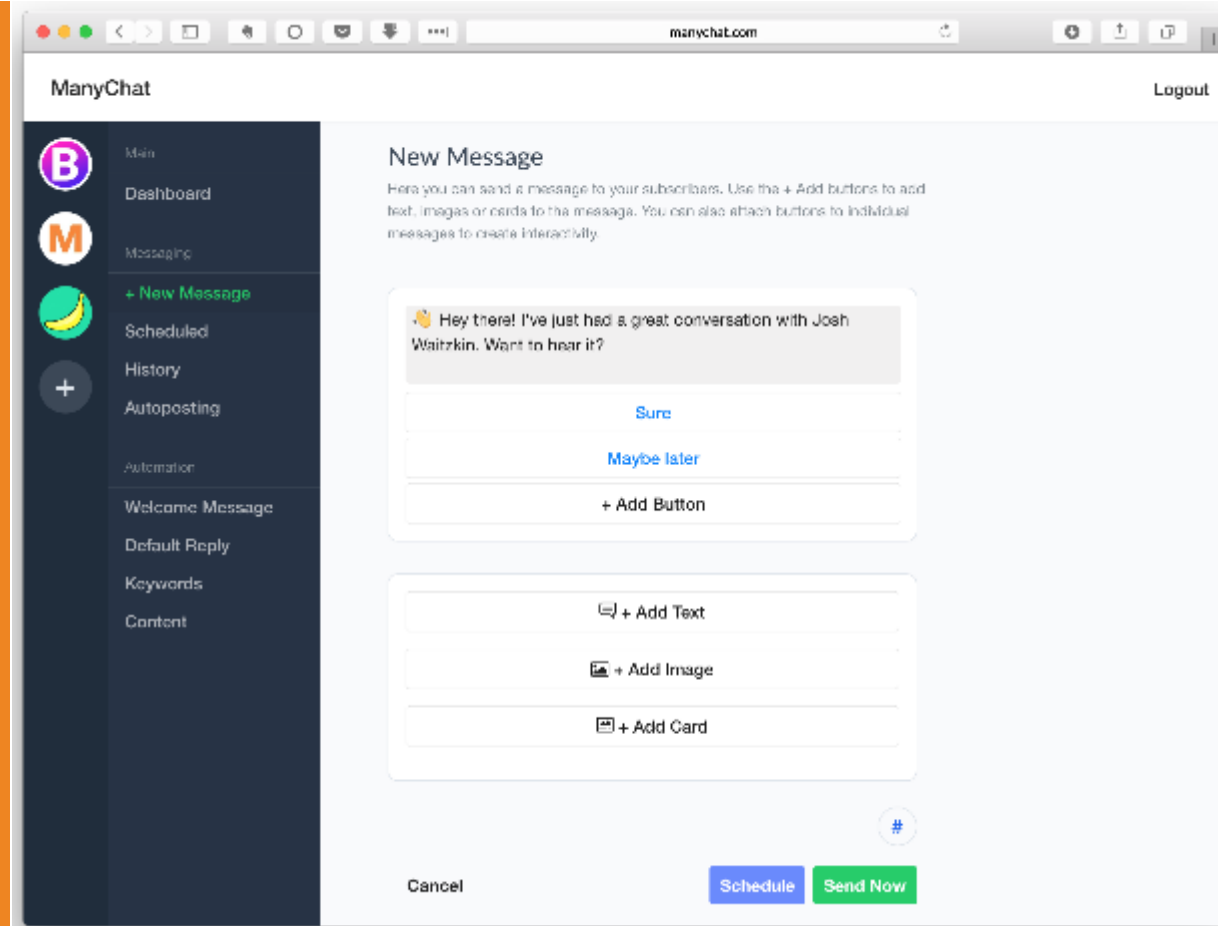 manychat.com
ManyChat
Logout
B
M
+
Main
Dashboard
Messaging
+ New Message
Scheduled
History
Autoposting
Automation
Welcome Message
Default Reply
Keywords
Content
New Message
Here you can send a message to your subscribers. Use the + Add buttons to add
text, images or cards to the message. You can also attach buttons to individual
messages to create interactivity.
👋 Hey there! I've just had a great conversation with Josh
Waitzkin. Want to hear it?
Sure
Maybe later
+ Add Button
+ Add Text
+ Add Image
+ Add Card
#
Cancel
Schedule
Send Now